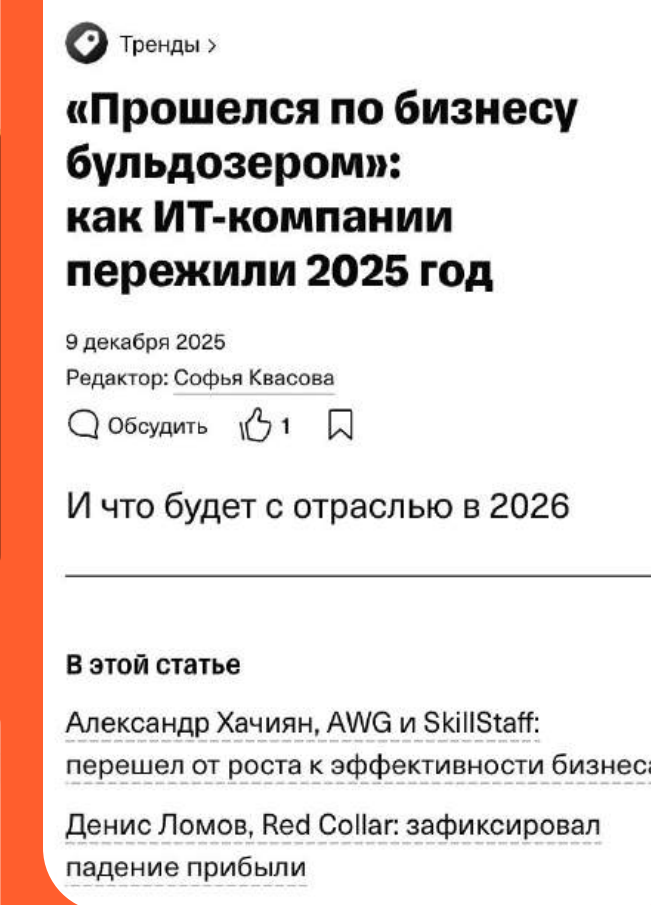 Тренды >
«Прошелся по бизнесу
бульдозером»:
как ИТ-компании
пережили 2025 год
9 декабря 2025
Редактор: Софья Квасова
Обсудить 1
И что будет с отраслью в 2026
В этой статье
Александр Хачиян, AWG и SkillStaff:
перешел от роста к эффективности бизнеса
Денис Ломов, Red Collar: зафиксировал
падение прибыли